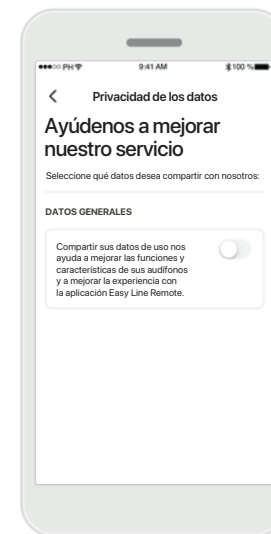 PH 9:41 AM 100 %
Privacidad de los datos
Ayúdenos a mejorar
nuestro servicio
Seleccione qué datos desea compartir con nosotros:
DATOS GENERALES
Compartir sus datos de uso nos
ayuda a mejorar las funciones y
características de sus audífonos
y a mejorar la experiencia con
la aplicación Easy Line Remote.